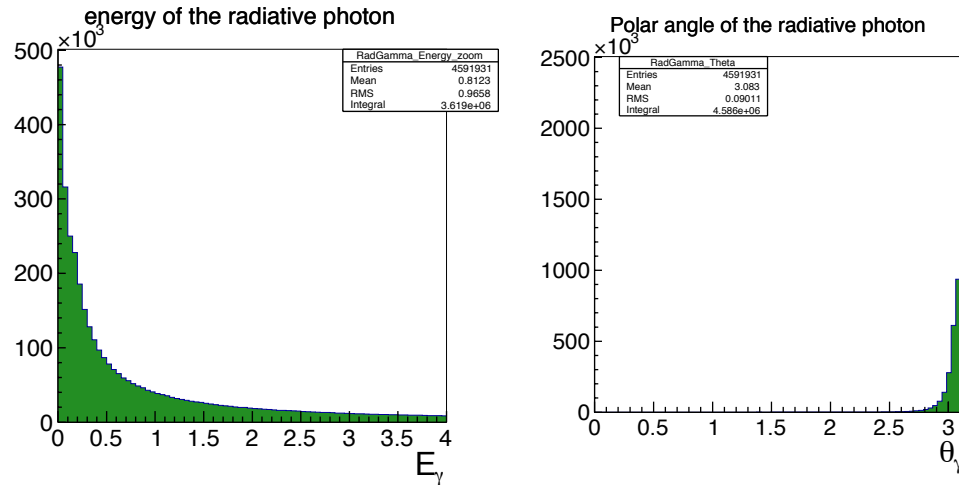 energy of the radiative photon
×10³
500
400
300
200
100
0
0 0.5 1 1.5 2 2.5 3 3.5 4
E_γ
RadGamma_Energy_zoom
Entries 4591931
Mean 0.8123
RMS 0.9658
Integral 3.619e+06
Polar angle of the radiative photon
×10³
2500
2000
1500
1000
500
0
0 0.5 1 1.5 2 2.5 3
θ_γ
RadGamma_Theta
Entries 4591931
Mean 3.083
RMS 0.09011
Integral 4.586e+06